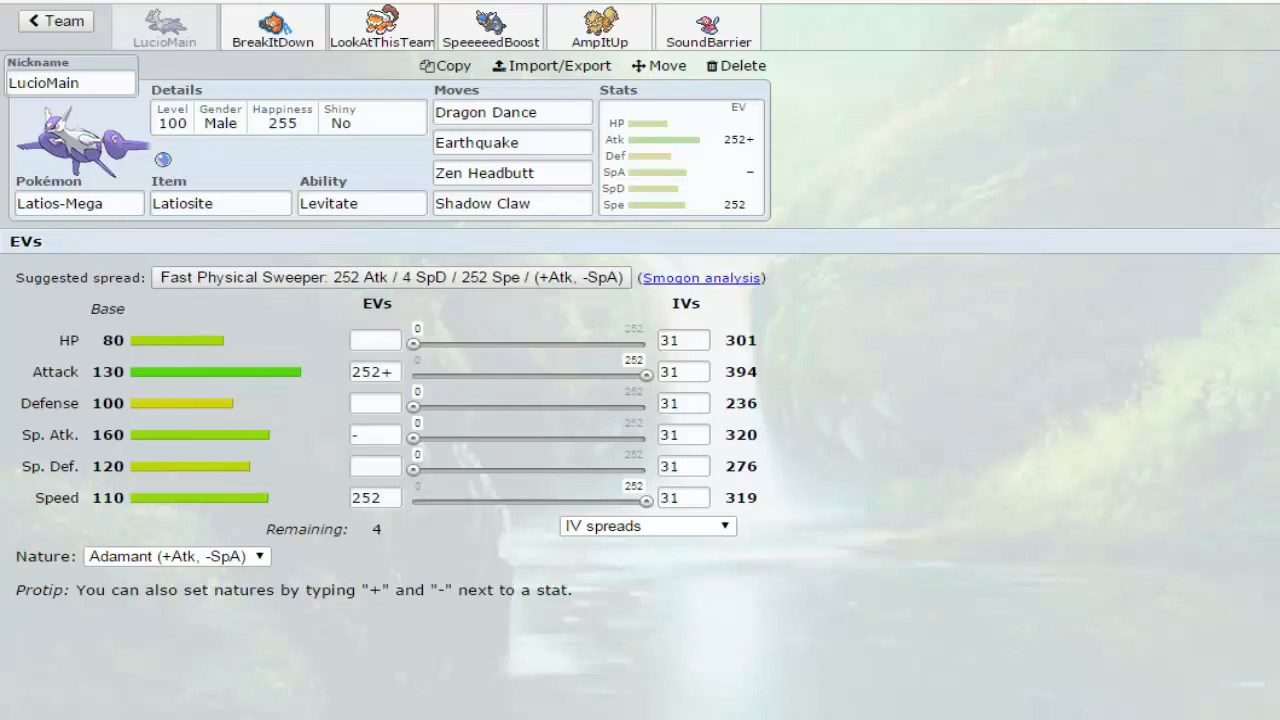 Team
LucioMain BreakItDown LookAtThisTeam SpeeeeedBoost AmpItUp SoundBarrier
Copy Import/Export Move Delete
Nickname
LucioMain
Details Moves Stats
Level Gender Happiness Shiny
100 Male 255 No
Dragon Dance
Earthquake
Zen Headbutt
Shadow Claw
EV
HP
Atk 252+
Def
SpA –
SpD
Spe 252
Pokémon Item Ability
Latios-Mega Latiosite Levitate
EVs
Suggested spread: Fast Physical Sweeper: 252 Atk / 4 SpD / 252 Spe / (+Atk, -SpA) (Smogon analysis)
Base EVs IVs
HP 80 0 252 31 301
Attack 130 252+ 0 252 31 394
Defense 100 0 252 31 236
Sp. Atk. 160 - 0 252 31 320
Sp. Def. 120 0 252 31 276
Speed 110 252 0 252 31 319
Remaining: 4 IV spreads
Nature: Adamant (+Atk, -SpA)
Protip: You can also set natures by typing "+" and "-" next to a stat.